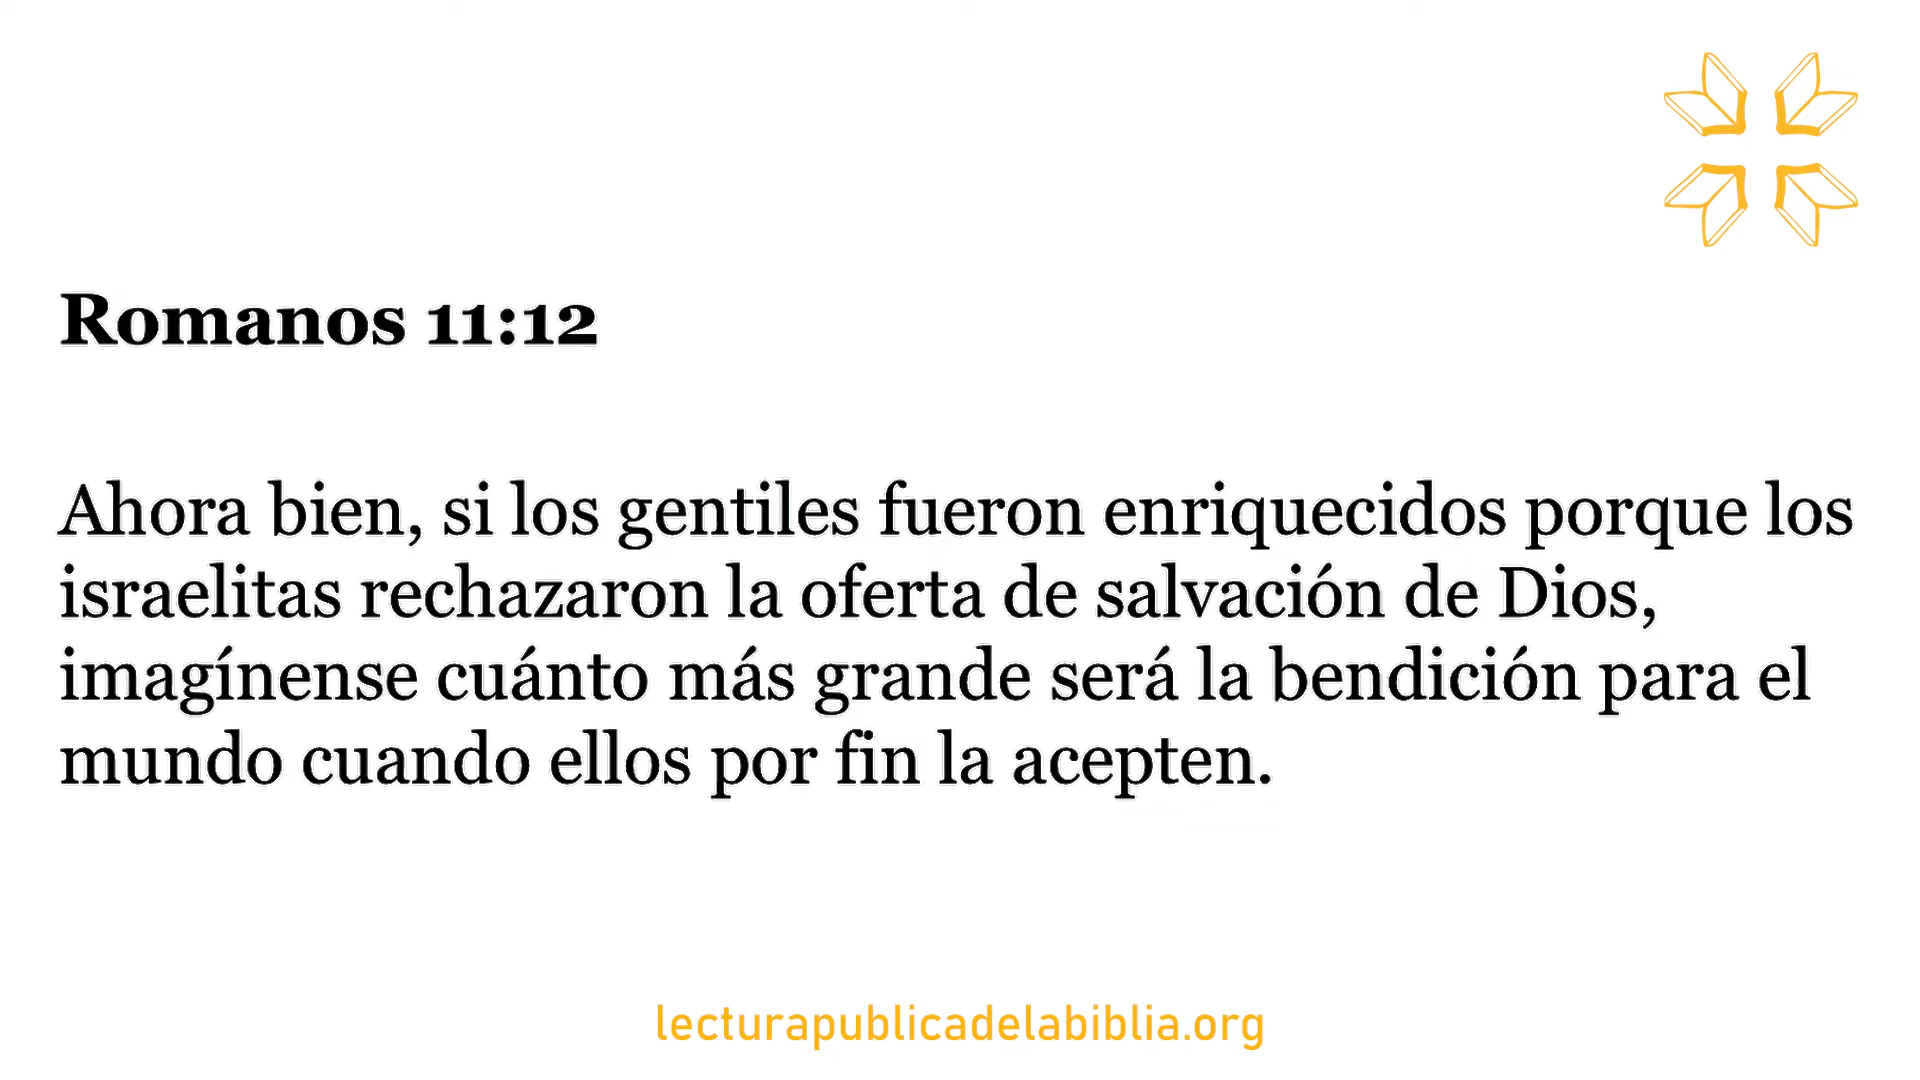 Romanos 11:12
Ahora bien, si los gentiles fueron enriquecidos porque los
israelitas rechazaron la oferta de salvación de Dios,
imagínense cuánto más grande será la bendición para el
mundo cuando ellos por fin la acepten.
lecturapublicadelabiblia.org